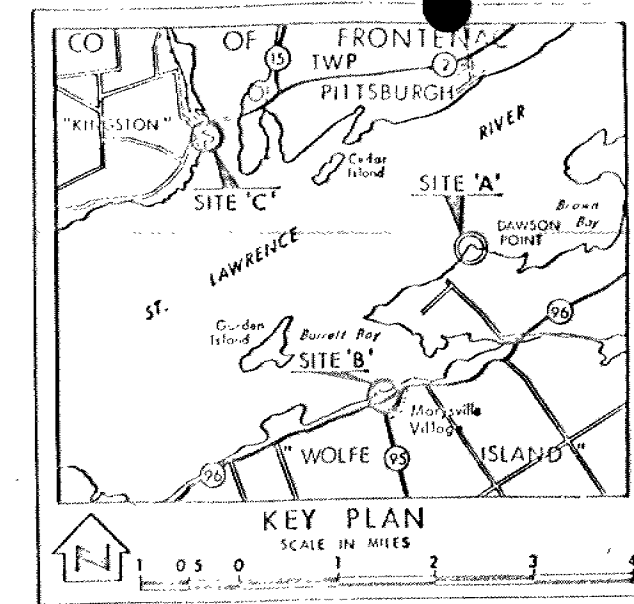 CO OF FRONTENAC
15 TWP 2
OF PITTSBURGH
"KINGSTON"
RIVER
Cedar
Island
SITE 'C'
SITE 'A'
Brown
Bay
DAWSON
POINT
ST. LAWRENCE
96
Garden
Island
Barrett Bay
SITE 'B'
Marysville
Village
"WOLFE 95 ISLAND"
96
KEY PLAN
SCALE IN MILES
N
1 0 5 0 1 2 3 4